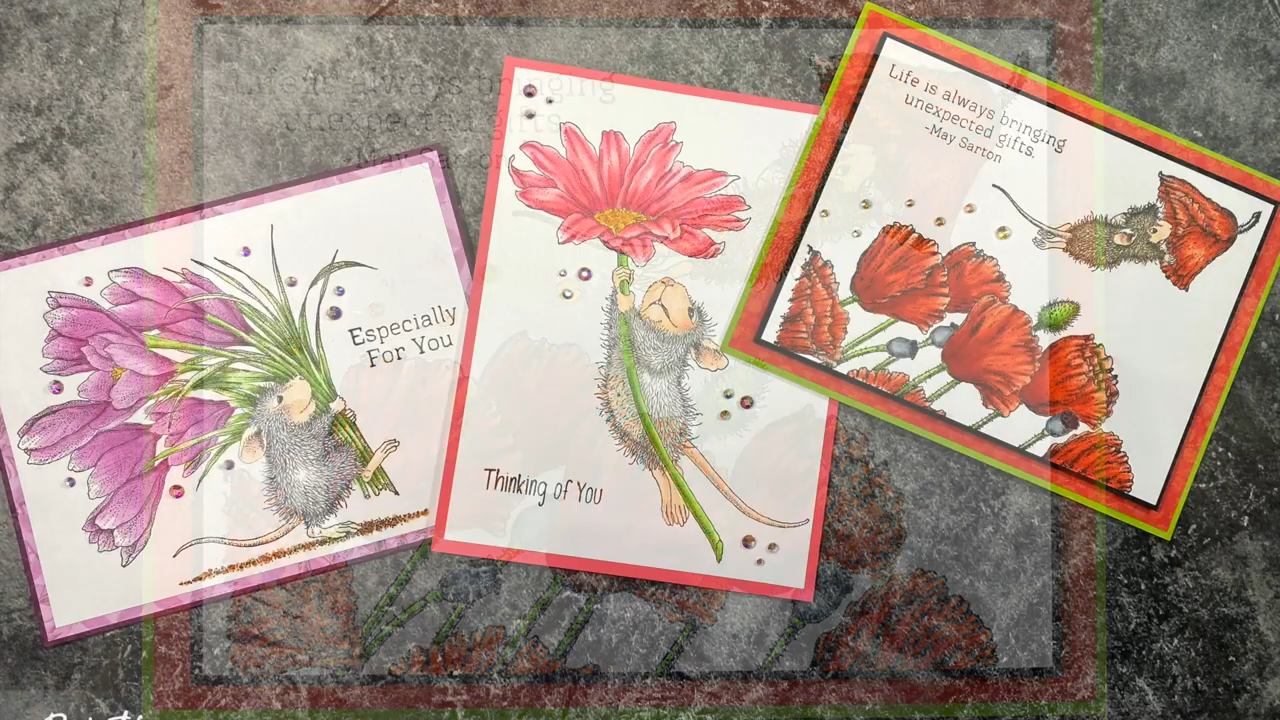 Especially
For You
Thinking of You
Life is always bringing
unexpected gifts.
-May Sarton